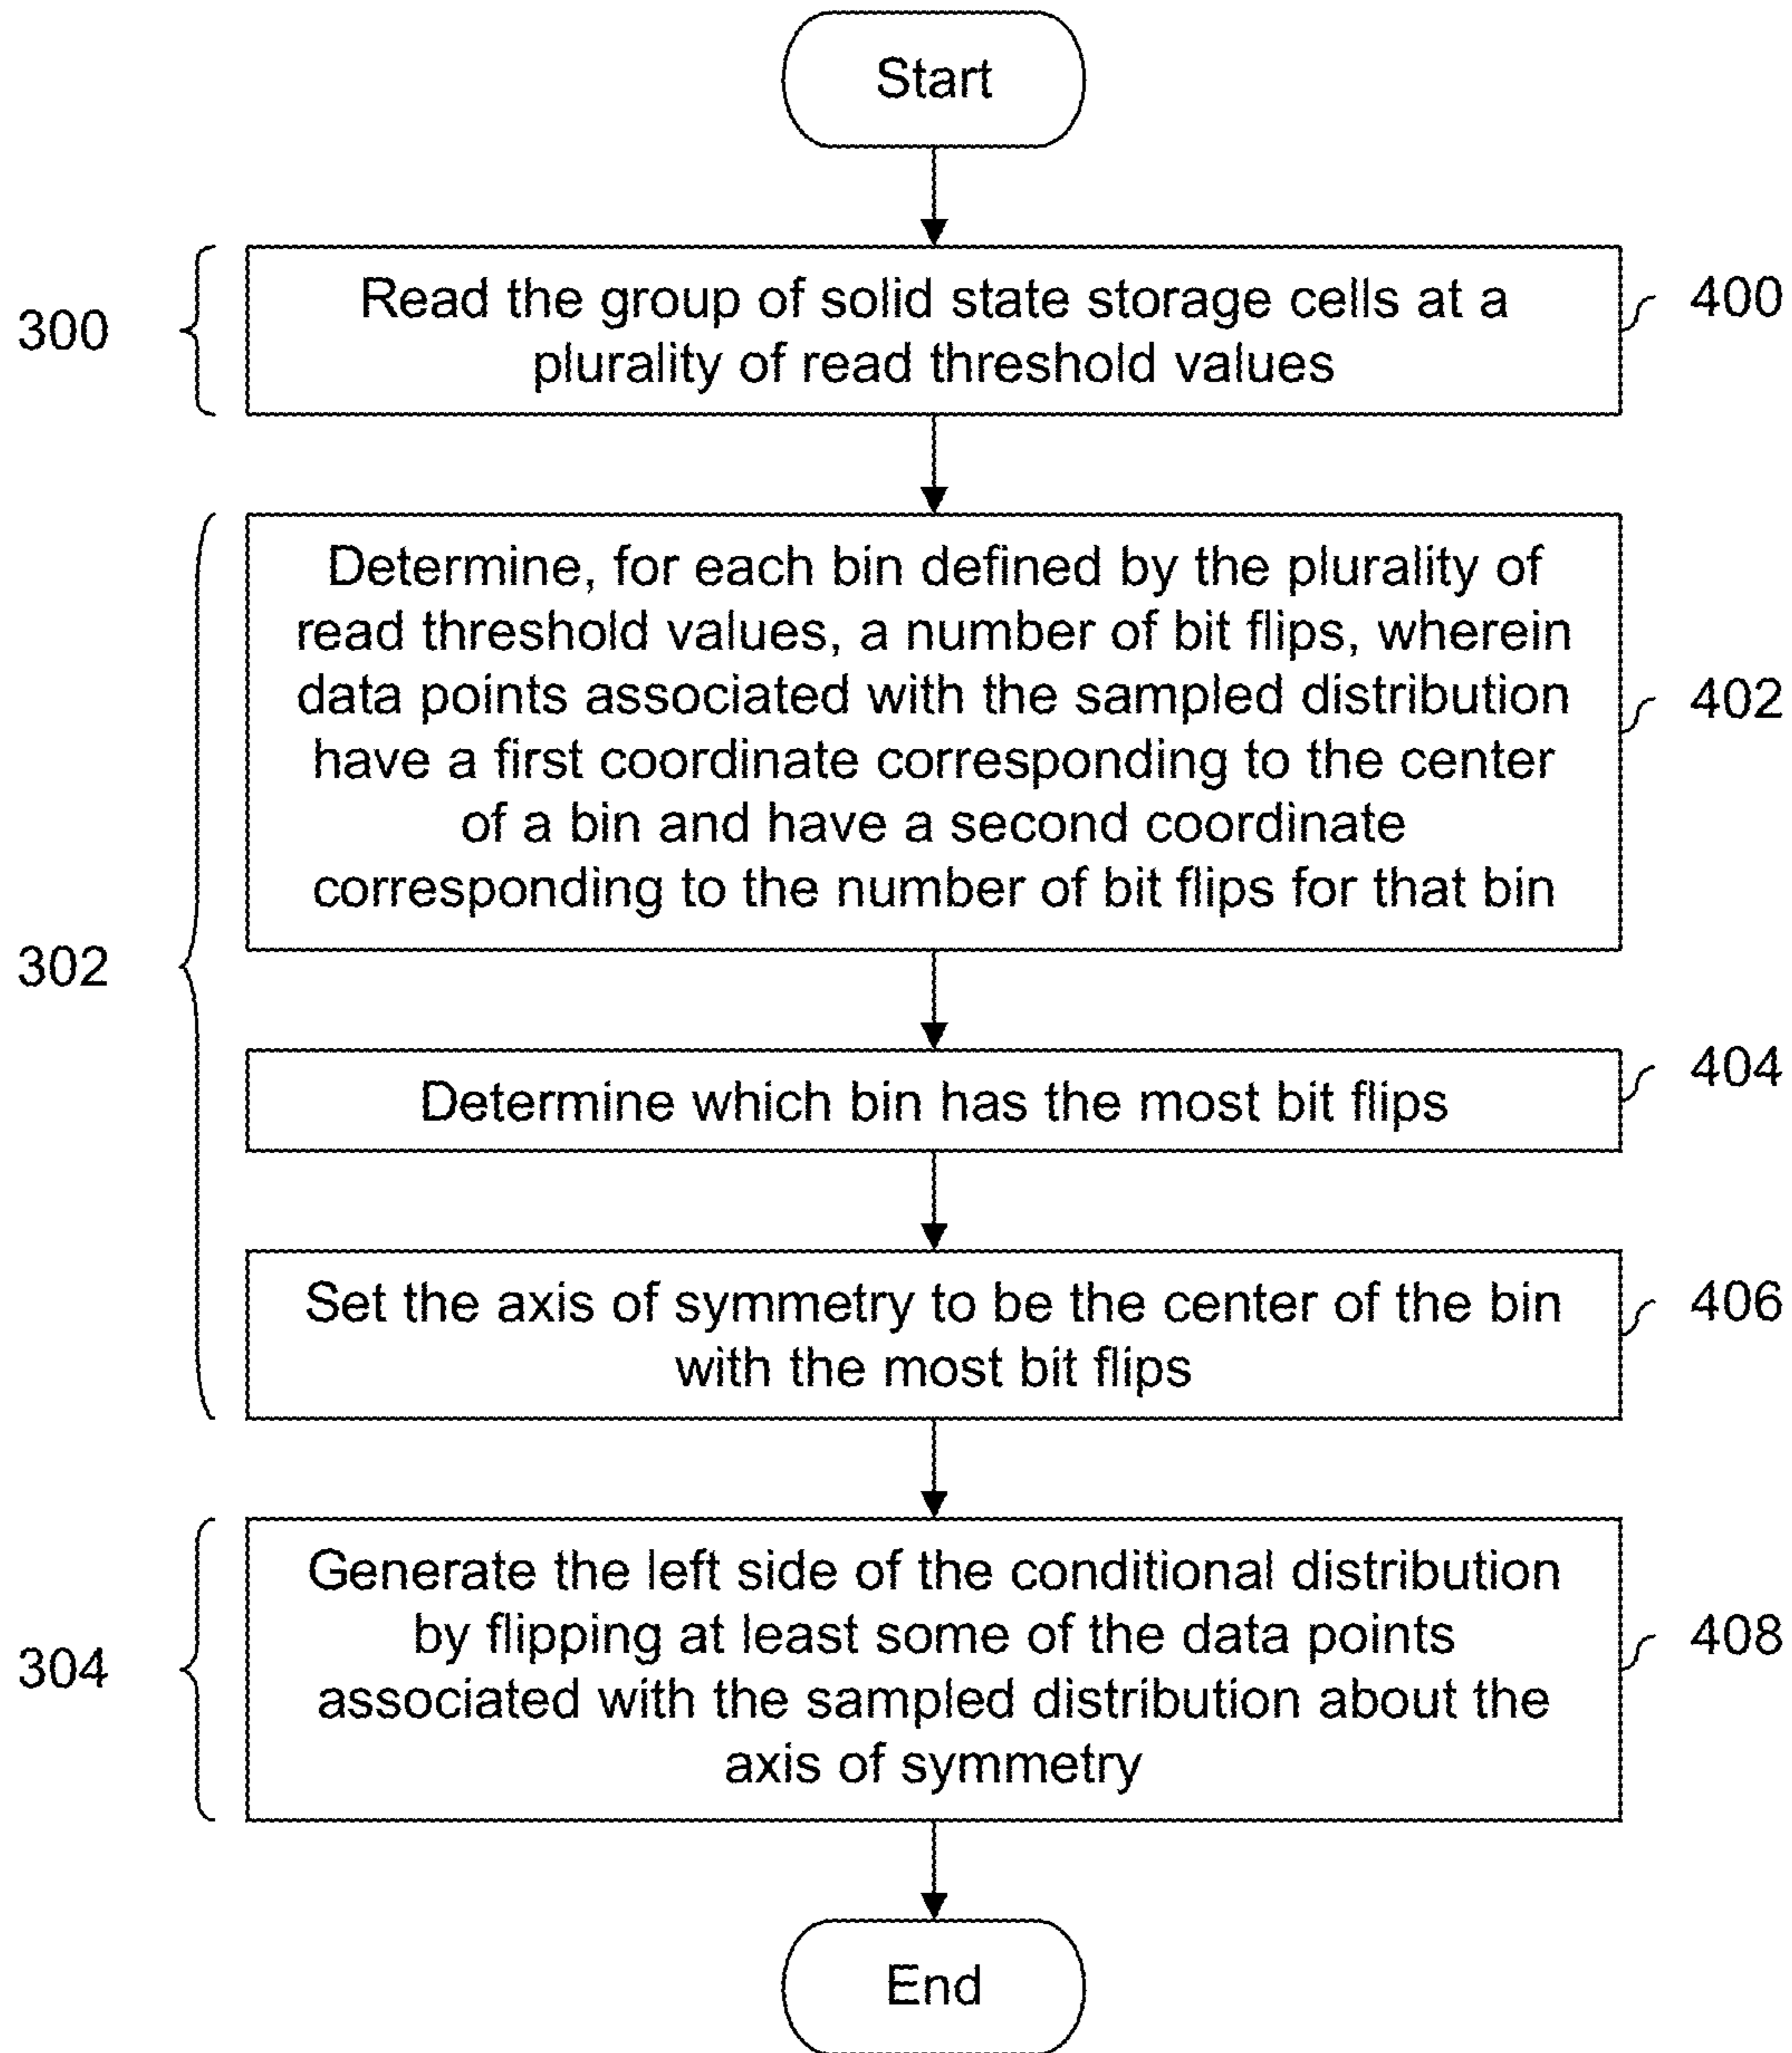 Start
300
Read the group of solid state storage cells at a
plurality of read threshold values
400
302
Determine, for each bin defined by the plurality of
read threshold values, a number of bit flips, wherein
data points associated with the sampled distribution
have a first coordinate corresponding to the center
of a bin and have a second coordinate
corresponding to the number of bit flips for that bin
402
Determine which bin has the most bit flips
404
Set the axis of symmetry to be the center of the bin
with the most bit flips
406
304
Generate the left side of the conditional distribution
by flipping at least some of the data points
associated with the sampled distribution about the
axis of symmetry
408
End